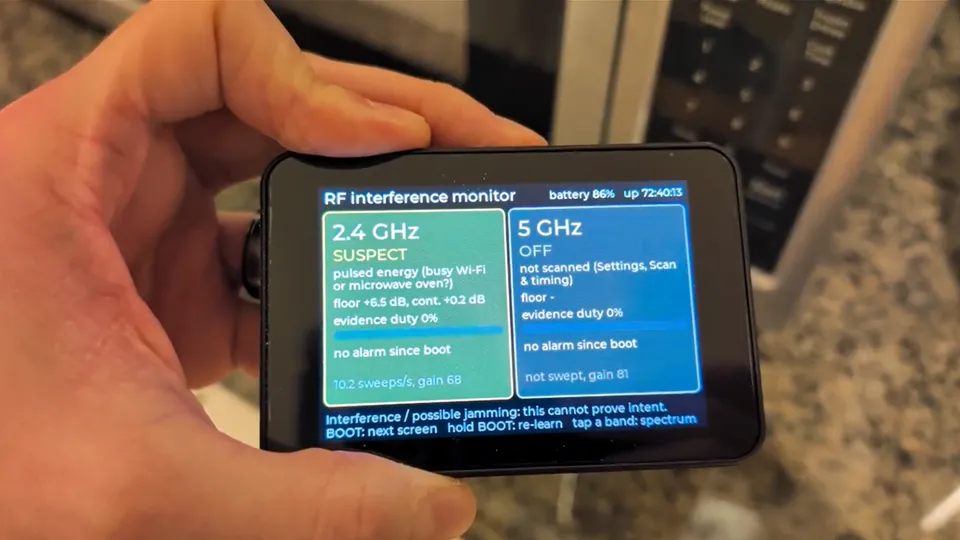 RF interference monitor battery 86% up 72:40:13
2.4 GHz
SUSPECT
pulsed energy (busy Wi-Fi
or microwave oven?)
floor +6.5 dB, cont. +0.2 dB
evidence duty 0%
no alarm since boot
10.2 sweeps/s, gain 68
5 GHz
OFF
not scanned (Settings, Scan
& timing)
floor -
evidence duty 0%
no alarm since boot
not swept, gain 81
Interference / possible jamming: this cannot prove intent.
BOOT: next screen hold BOOT: re-learn tap a band: spectrum